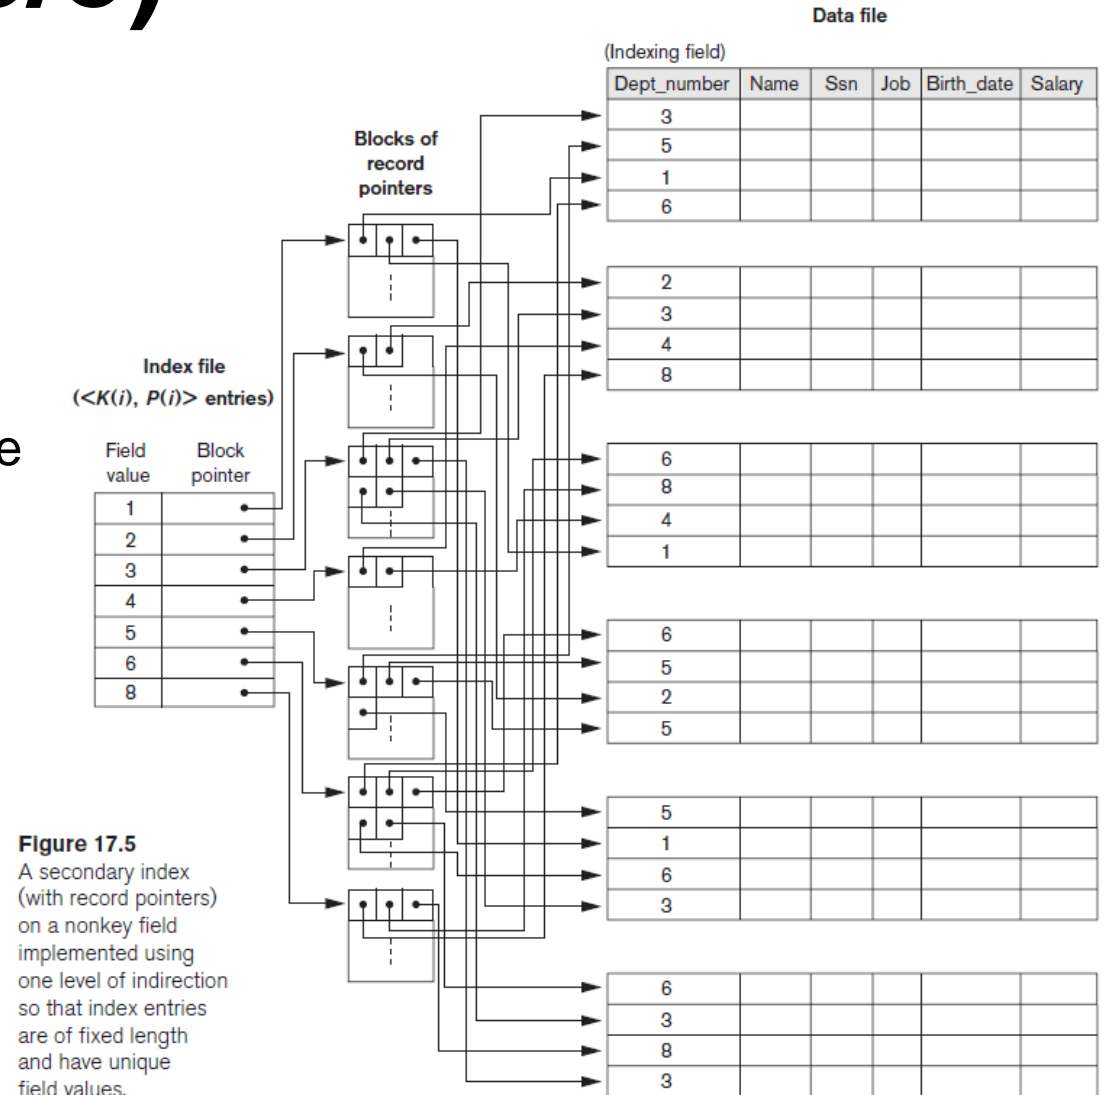 Data file
(Indexing field)
Dept_number Name Ssn Job Birth_date Salary
3
5
1
6
2
3
4
8
6
8
4
1
6
5
2
5
5
1
6
3
6
3
8
3
Blocks of
record
pointers
Index file
(<K(i), P(i)> entries)
e
Field Block
value pointer
1
2
3
4
5
6
8
Figure 17.5
A secondary index
(with record pointers)
on a nonkey field
implemented using
one level of indirection
so that index entries
are of fixed length
and have unique
field values.